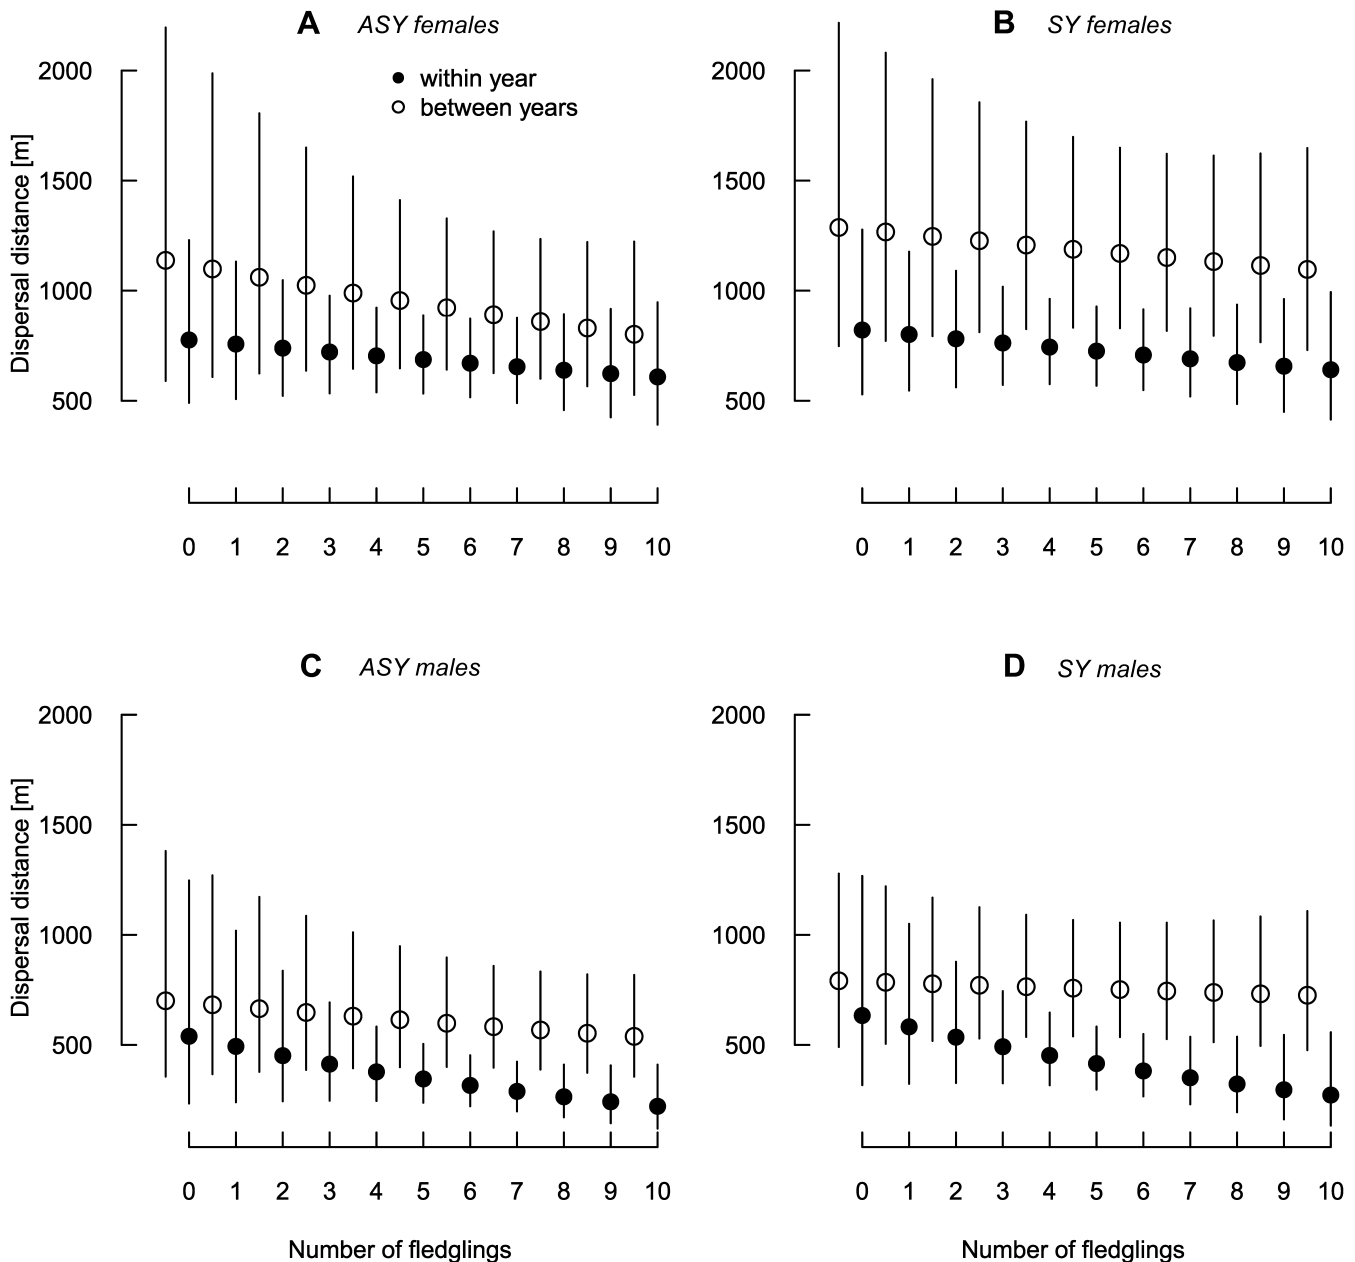 A ASY females
within year
between years
Dispersal distance [m]
2000
1500
1000
500
0 1 2 3 4 5 6 7 8 9 10
B SY females
2000
1500
1000
500
0 1 2 3 4 5 6 7 8 9 10
C ASY males
Dispersal distance [m]
2000
1500
1000
500
0 1 2 3 4 5 6 7 8 9 10
Number of fledglings
D SY males
2000
1500
1000
500
0 1 2 3 4 5 6 7 8 9 10
Number of fledglings